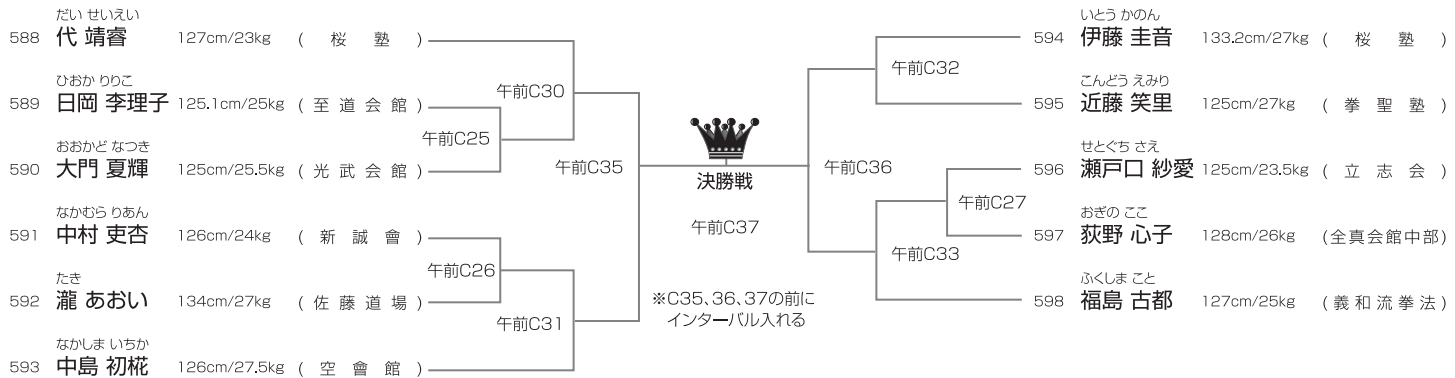 だい せいえい
588 代 靖睿 127cm/23kg (桜塾)
ひおか りりこ
589 日岡 李理子 125.1cm/25kg (至道会館)
おおかど なつき
590 大門 夏輝 125cm/25.5kg (光武会館)
なかむら りあん
591 中村 吏杏 126cm/24kg (新誠會)
たき
592 瀧 あおい 134cm/27kg (佐藤道場)
なかしま いちか
593 中島 初椛 126cm/27.5kg (空會館)
午前C30
午前C25
午前C26
午前C31
午前C35
決勝戦
午前C37
※C35、36、37の前に
インターバル入れる
午前C36
午前C32
午前C27
午前C33
いとう かのん
594 伊藤 圭音 133.2cm/27kg (桜塾)
こんどう えみり
595 近藤 笑里 125cm/27kg (拳聖塾)
せとぐち さえ
596 瀬戸口 紗愛 125cm/23.5kg (立志会)
おぎの ここ
597 荻野 心子 128cm/26kg (全真会館中部)
ふくしま こと
598 福島 古都 127cm/25kg (義和流拳法)